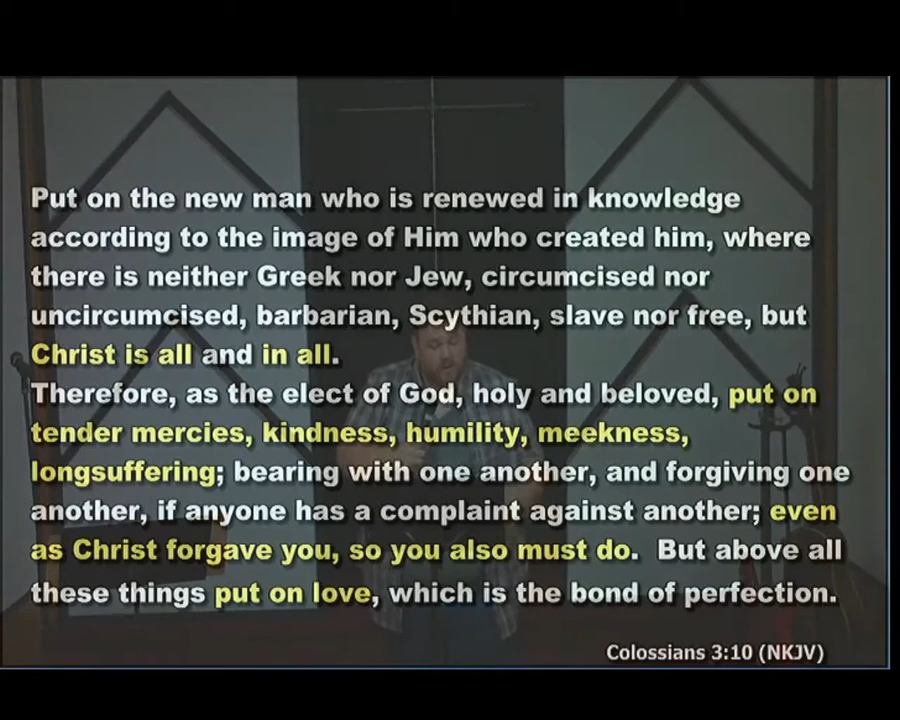 Put on the new man who is renewed in knowledge
according to the image of Him who created him, where
there is neither Greek nor Jew, circumcised nor
uncircumcised, barbarian, Scythian, slave nor free, but
Christ is all and in all.
Therefore, as the elect of God, holy and beloved, put on
tender mercies, kindness, humility, meekness,
longsuffering; bearing with one another, and forgiving one
another, if anyone has a complaint against another; even
as Christ forgave you, so you also must do.  But above all
these things put on love, which is the bond of perfection.
Colossians 3:10 (NKJV)